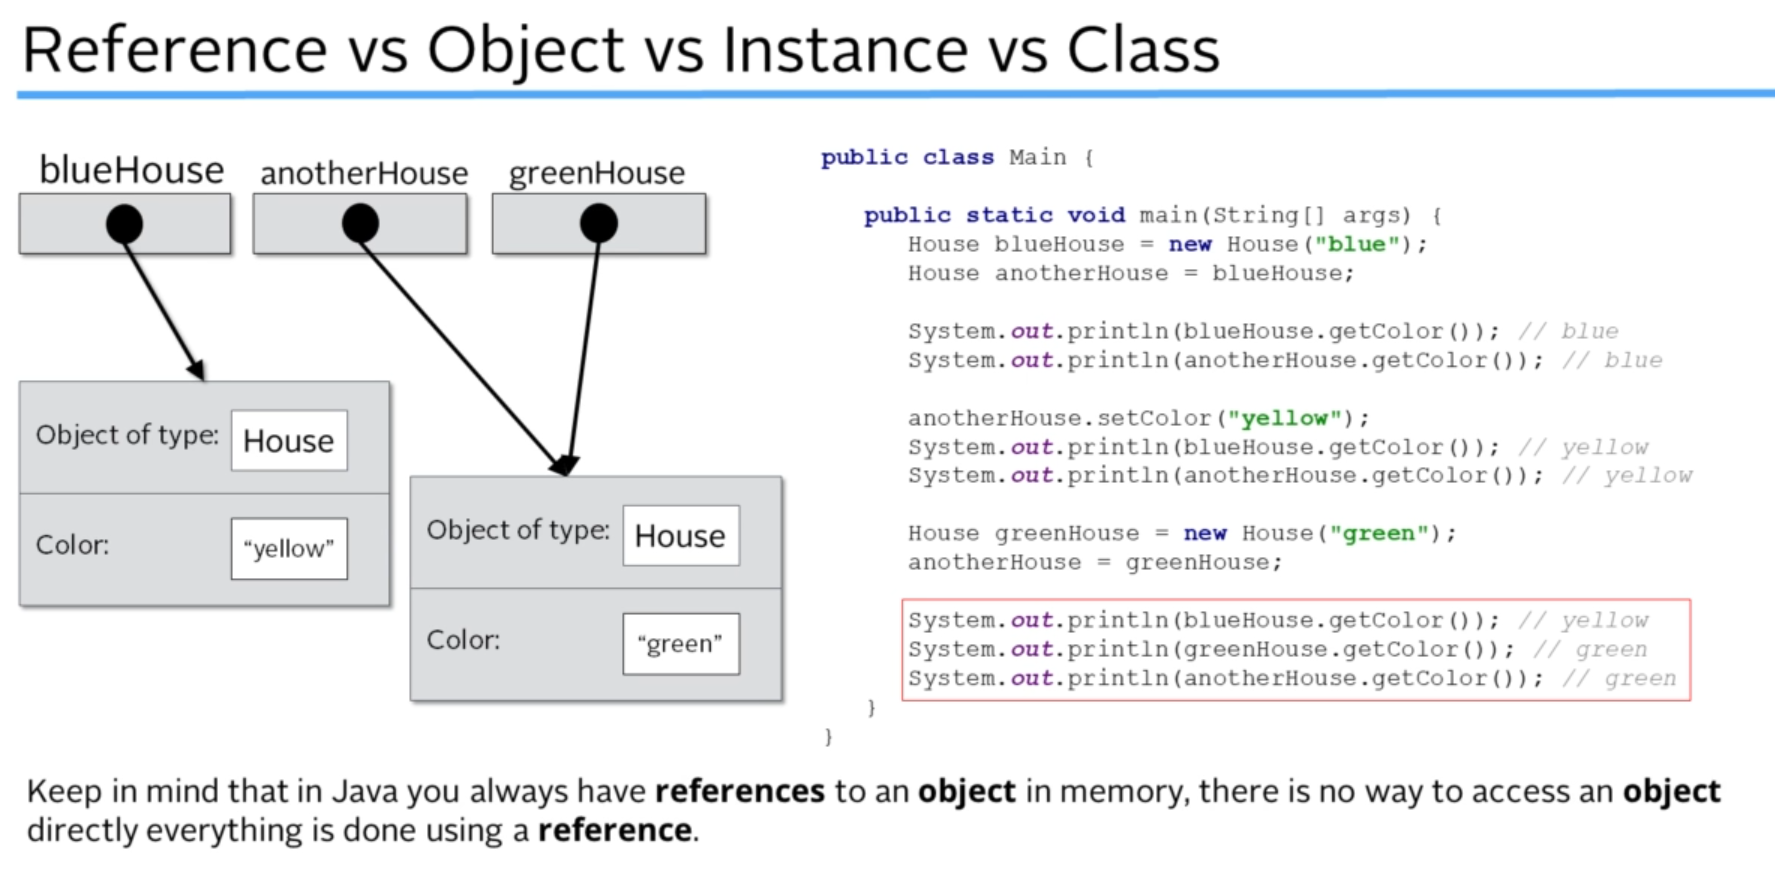 Reference vs Object vs Instance vs Class
blueHouse
anotherHouse
greenHouse
Object of type: House
Color: “yellow”
Object of type: House
Color: “green”
public class Main {
public static void main(String[] args) {
House blueHouse = new House("blue");
House anotherHouse = blueHouse;
System.out.println(blueHouse.getColor()); // blue
System.out.println(anotherHouse.getColor()); // blue
anotherHouse.setColor("yellow");
System.out.println(blueHouse.getColor()); // yellow
System.out.println(anotherHouse.getColor()); // yellow
House greenHouse = new House("green");
anotherHouse = greenHouse;
System.out.println(blueHouse.getColor()); // yellow
System.out.println(greenHouse.getColor()); // green
System.out.println(anotherHouse.getColor()); // green
}
}
Keep in mind that in Java you always have references to an object in memory, there is no way to access an object
directly everything is done using a reference.